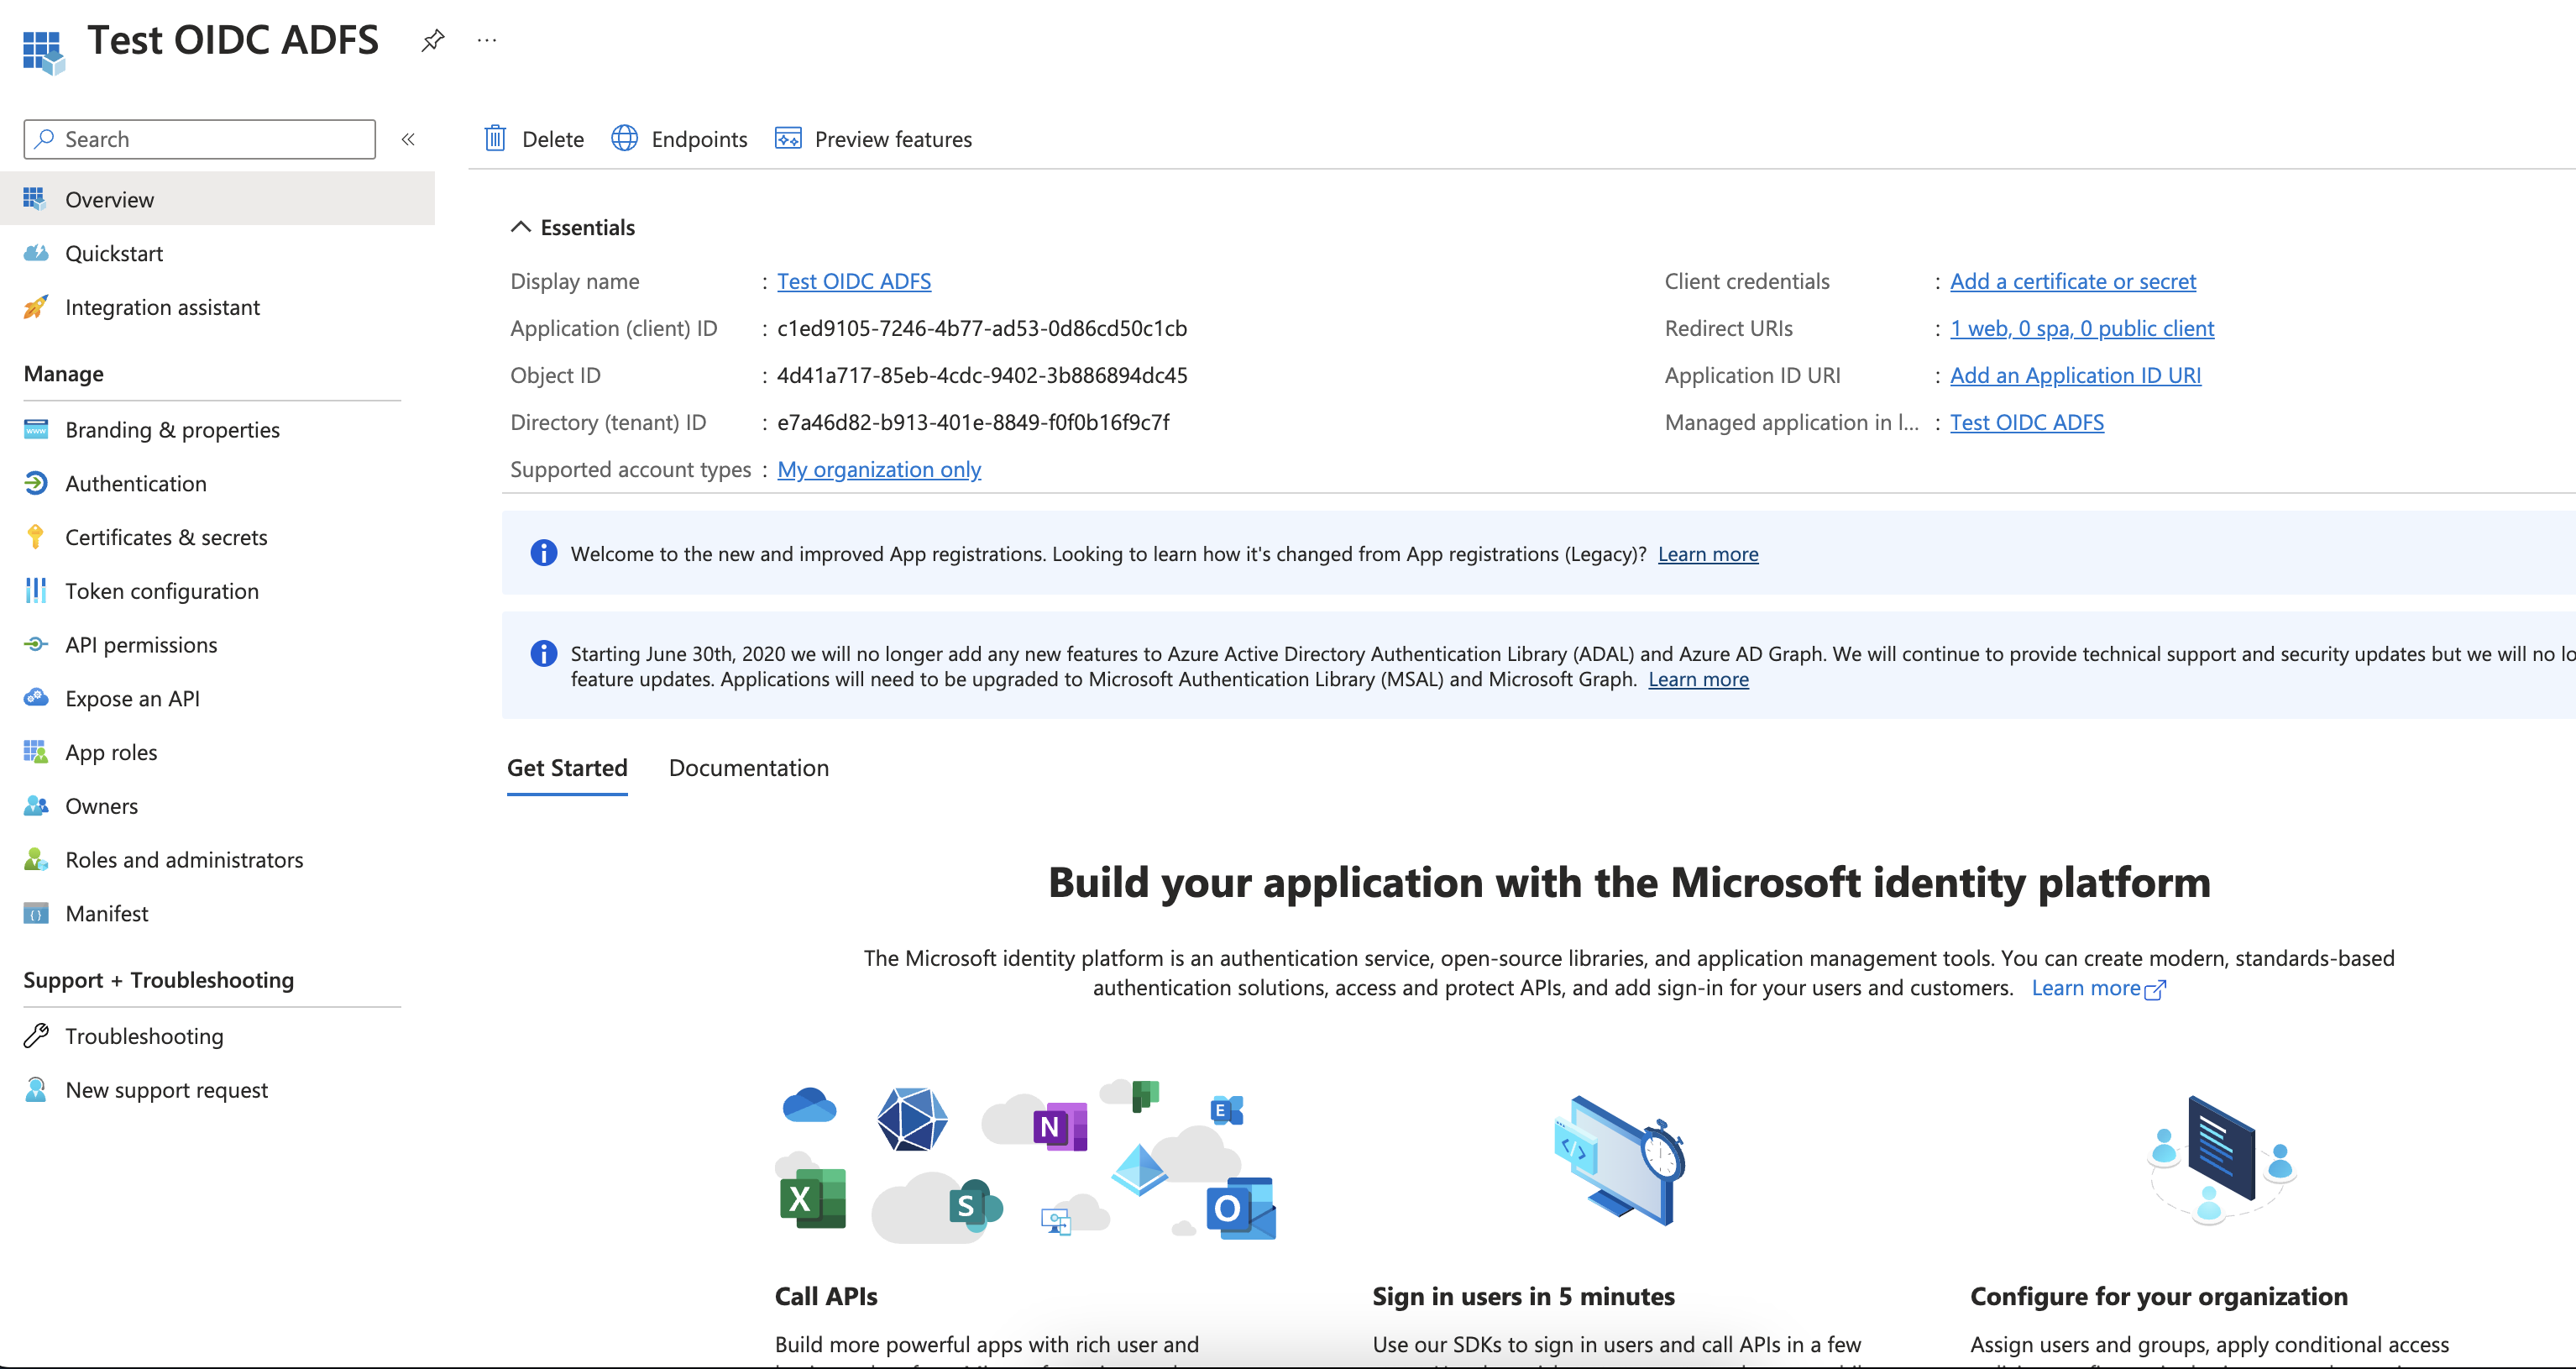 Test OIDC ADFS
Search
Delete Endpoints Preview features
Overview
Quickstart
Integration assistant
Manage
Branding & properties
Authentication
Certificates & secrets
Token configuration
API permissions
Expose an API
App roles
Owners
Roles and administrators
Manifest
Support + Troubleshooting
Troubleshooting
New support request
Essentials
Display name : Test OIDC ADFS
Application (client) ID : c1ed9105-7246-4b77-ad53-0d86cd50c1cb
Object ID : 4d41a717-85eb-4cdc-9402-3b886894dc45
Directory (tenant) ID : e7a46d82-b913-401e-8849-f0f0b16f9c7f
Supported account types : My organization only
Client credentials : Add a certificate or secret
Redirect URIs : 1 web, 0 spa, 0 public client
Application ID URI : Add an Application ID URI
Managed application in l... : Test OIDC ADFS
Welcome to the new and improved App registrations. Looking to learn how it's changed from App registrations (Legacy)? Learn more
Starting June 30th, 2020 we will no longer add any new features to Azure Active Directory Authentication Library (ADAL) and Azure AD Graph. We will continue to provide technical support and security updates but we will no lo
feature updates. Applications will need to be upgraded to Microsoft Authentication Library (MSAL) and Microsoft Graph. Learn more
Get Started Documentation
Build your application with the Microsoft identity platform
The Microsoft identity platform is an authentication service, open-source libraries, and application management tools. You can create modern, standards-based
authentication solutions, access and protect APIs, and add sign-in for your users and customers. Learn more
Call APIs
Build more powerful apps with rich user and
Sign in users in 5 minutes
Use our SDKs to sign in users and call APIs in a few
Configure for your organization
Assign users and groups, apply conditional access